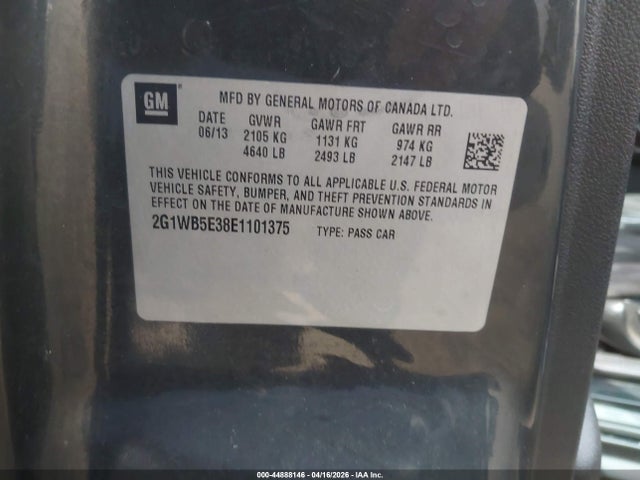 GM
MFD BY GENERAL MOTORS OF CANADA LTD.
DATE GVWR GAWR FRT GAWR RR
06/13 2105 KG 1131 KG 974 KG
4640 LB 2493 LB 2147 LB
THIS VEHICLE CONFORMS TO ALL APPLICABLE U.S. FEDERAL MOTOR
VEHICLE SAFETY, BUMPER, AND THEFT PREVENTION STANDARDS IN
EFFECT ON THE DATE OF MANUFACTURE SHOWN ABOVE.
2G1WB5E38E1101375 TYPE: PASS CAR
000-44888146 - 04/16/2026 - IAA Inc.